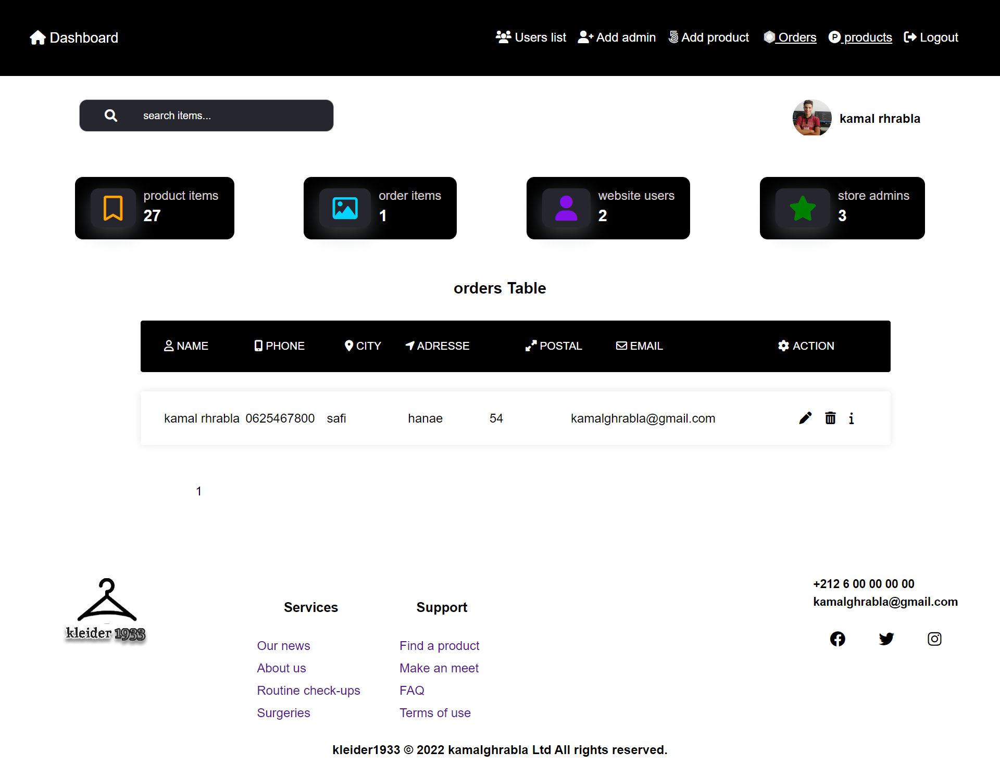 Dashboard
Users list
Add admin
Add product
Orders
products
Logout
search items...
kamal rhrabla
product items
27
order items
1
website users
2
store admins
3
orders Table
NAME
PHONE
CITY
ADRESSE
POSTAL
EMAIL
ACTION
kamal rhrabla
0625467800
safi
hanae
54
kamalghrabla@gmail.com
1
kleider 1933
Services
Our news
About us
Routine check-ups
Surgeries
Support
Find a product
Make an meet
FAQ
Terms of use
+212 6 00 00 00 00
kamalghrabla@gmail.com
kleider1933 © 2022 kamalghrabla Ltd All rights reserved.